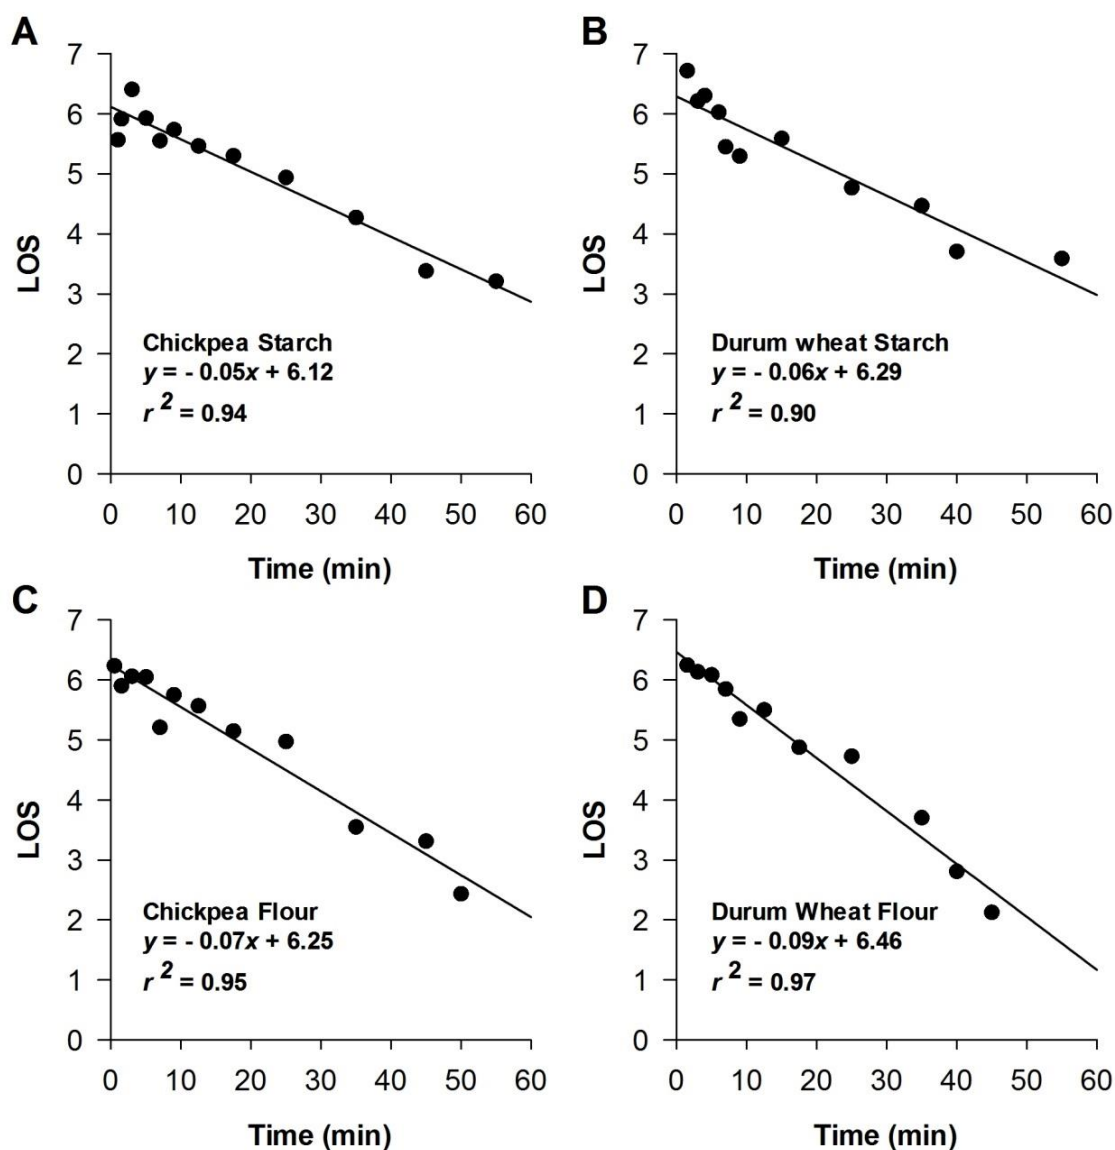 A
7
6
5
4
3
2
1
0
LOS
Chickpea Starch
y = - 0.05x + 6.12
r 2 = 0.94
0 10 20 30 40 50 60
Time (min)
B
7
6
5
4
3
2
1
0
LOS
Durum wheat Starch
y = - 0.06x + 6.29
r 2 = 0.90
0 10 20 30 40 50 60
Time (min)
C
7
6
5
4
3
2
1
0
LOS
Chickpea Flour
y = - 0.07x + 6.25
r 2 = 0.95
0 10 20 30 40 50 60
Time (min)
D
7
6
5
4
3
2
1
0
LOS
Durum Wheat Flour
y = - 0.09x + 6.46
r 2 = 0.97
0 10 20 30 40 50 60
Time (min)